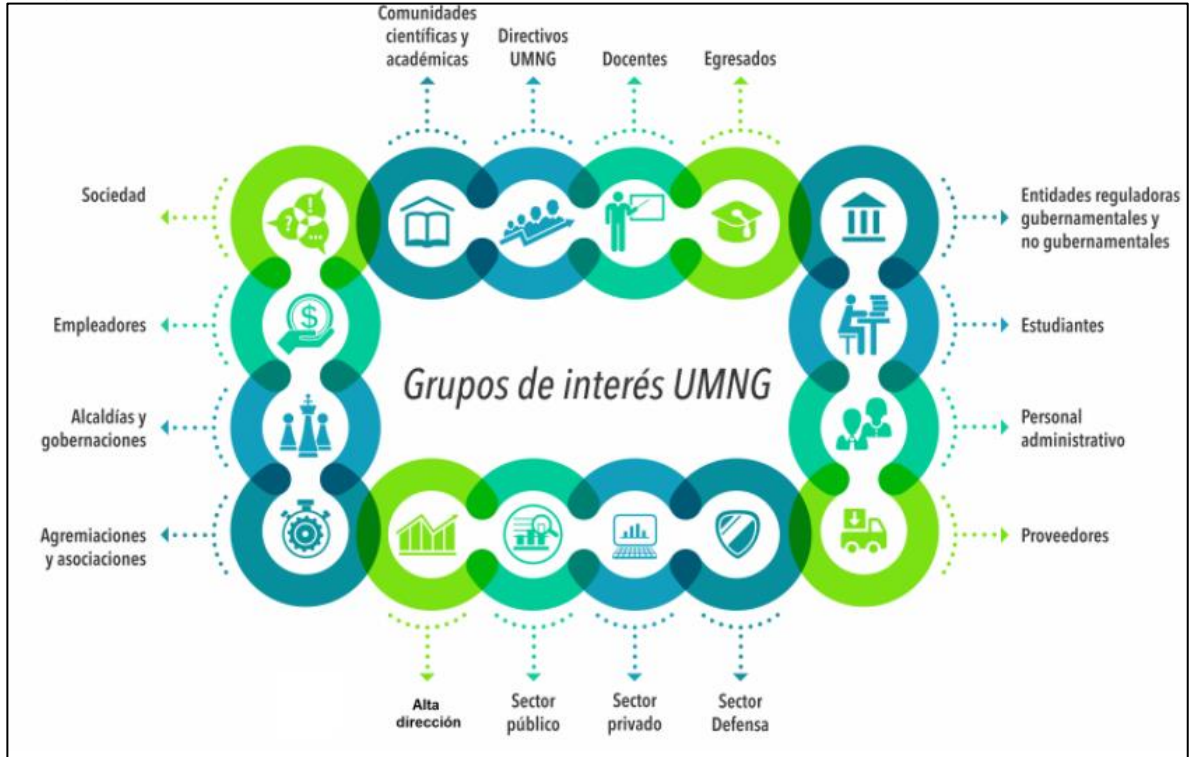 Comunidades
científicas y
académicas
Directivos
UMNG
Docentes
Egresados
Sociedad
Entidades reguladoras
gubernamentales y
no gubernamentales
Empleadores
Estudiantes
Grupos de interés UMNG
Alcaldías y
gobernaciones
Personal
administrativo
Agremiaciones
y asociaciones
Proveedores
Alta
dirección
Sector
público
Sector
privado
Sector
Defensa